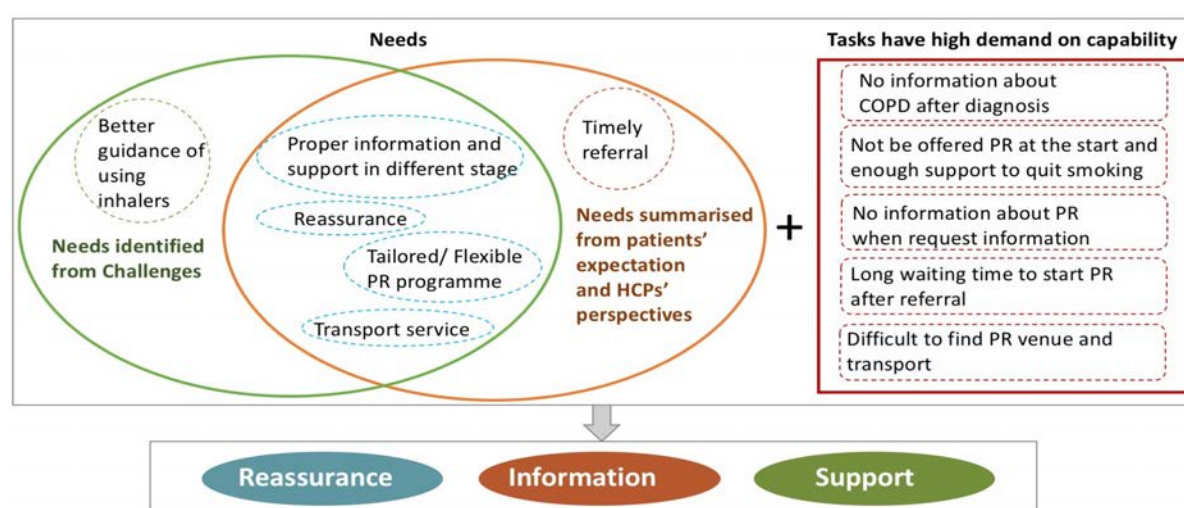 Needs
Tasks have high demand on capability
Better
guidance of
using
inhalers
Needs identified
from Challenges
Proper information and
support in different stage
Reassurance
Tailored/ Flexible
PR programme
Transport service
Timely
referral
Needs summarised
from patients’
expectation
and HCPs’
perspectives
+
No information about
COPD after diagnosis
Not be offered PR at the start and
enough support to quit smoking
No information about PR
when request information
Long waiting time to start PR
after referral
Difficult to find PR venue and
transport
Reassurance
Information
Support